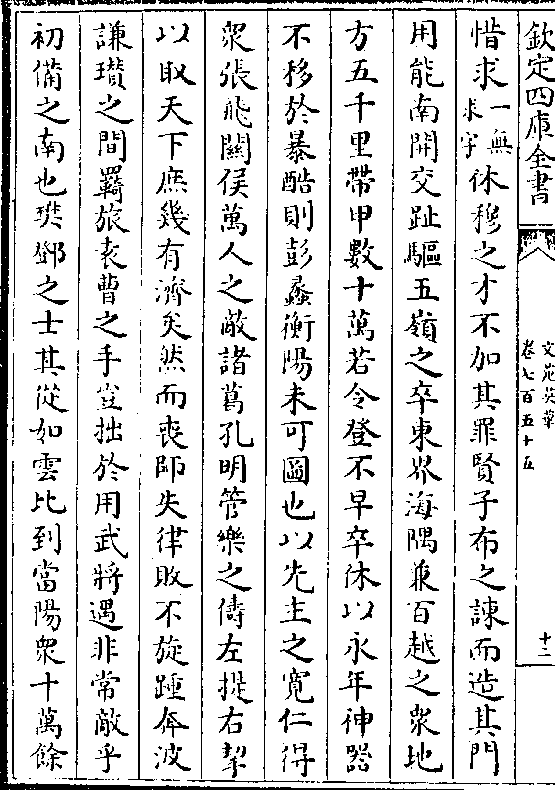 欽定四庫全書
文苑英華
卷七百五十五
十二
惜求一無求字休穆之才不加其罪賢子布之諫而造其門
用能南開交趾驅五嶺之卒東界海隅兼百越之衆地
方五千里帶甲數十萬若令登不早卒休以永年神器
不移於暴酷則彭蠡衡陽未可圖也以先主之寛仁得
衆張飛關侯萬人之敵諸葛孔明管樂之儔左提右挈
以取天下庶幾有濟矣然而喪師失律敗不旋踵奔波
謙瓚之間羈旅袁曹之手豈拙於用武將遇非常敵乎
初備之南也樊鄧之士其從如雲比到當陽衆十萬餘